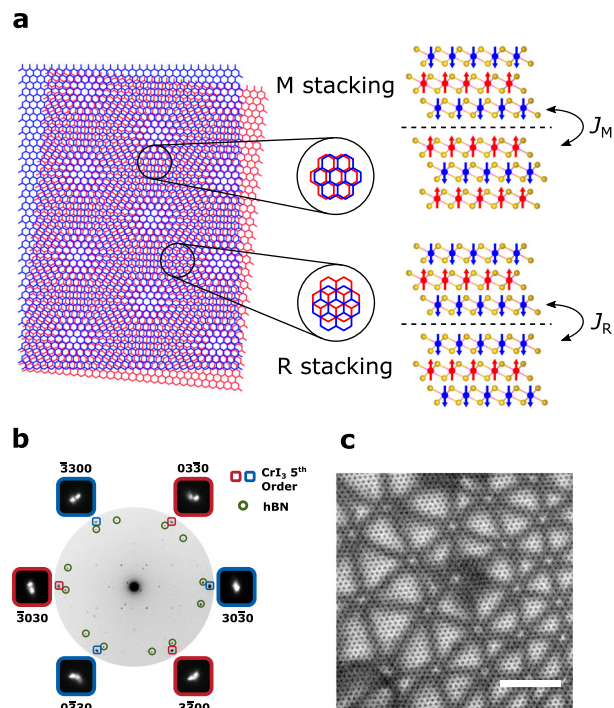 a
M stacking
J_M
R stacking
J_R
b
3̄300
033̄0
CrI₃ 5ᵗʰ
Order
hBN
3̄030
303̄0
03̄30
33̄00
c